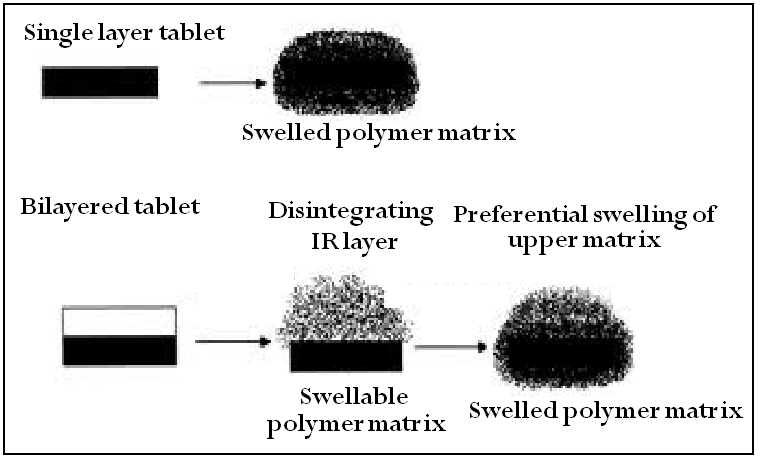 Single layer tablet
Swelled polymer matrix
Bilayered tablet
Disintegrating
IR layer
Preferential swelling of
upper matrix
Swellable
polymer matrix
Swelled polymer matrix